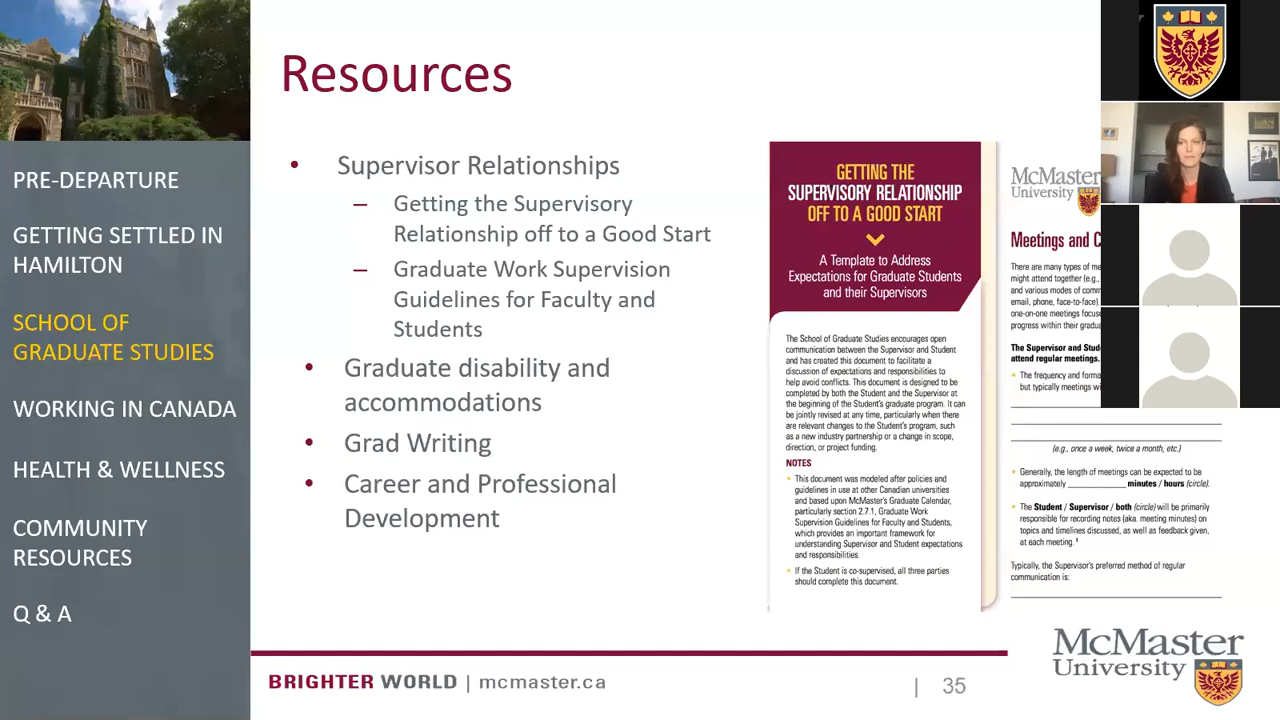 PRE-DEPARTURE
GETTING SETTLED IN
HAMILTON
SCHOOL OF
GRADUATE STUDIES
WORKING IN CANADA
HEALTH & WELLNESS
COMMUNITY
RESOURCES
Q & A
Resources
• Supervisor Relationships
– Getting the Supervisory
Relationship off to a Good Start
– Graduate Work Supervision
Guidelines for Faculty and
Students
• Graduate disability and
accommodations
• Grad Writing
• Career and Professional
Development
GETTING THE
SUPERVISORY RELATIONSHIP
OFF TO A GOOD START
A Template to Address
Expectations for Graduate Students
and their Supervisors
The School of Graduate Studies encourages open
communication between the Supervisor and Student
and has created this document to facilitate a
discussion of expectations and responsibilities to
help avoid conflicts. This document is designed to be
completed by both the Student and the Supervisor at
the beginning of the Student's graduate program. It can
be jointly revised at any time, particularly when there
are relevant changes to the Student's program, such
as a new industry partnership or a change in scope,
direction, or project funding.
NOTES
• This document was modeled after policies and
guidelines in use at other Canadian universities
and based upon McMaster's Graduate Calendar,
particularly section 2.7.1, Graduate Work
Supervision Guidelines for Faculty and Students,
which provides an important framework for
understanding Supervisor and Student expectations
and responsibilities.
• If the Student is co-supervised, all three parties
should complete this document.
McMaster
University
Meetings and C
There are many types of me
might attend together (e.g.,
and various modes of comm
email, phone, face-to-face)
one-on-one meetings focus
progress within their gradua
The Supervisor and Stud
attend regular meetings.
• The frequency and forma
but typically meetings wi
(e.g., once a week, twice a month, etc.)
• Generally, the length of meetings can be expected to be
approximately ____________ minutes / hours (circle).
• The Student / Supervisor / both (circle) will be primarily
responsible for recording notes (aka. meeting minutes) on
topics and timelines discussed, as well as feedback given,
at each meeting. 1
Typically, the Supervisor's preferred method of regular
communication is:
BRIGHTER WORLD | mcmaster.ca
| 35
McMaster
University